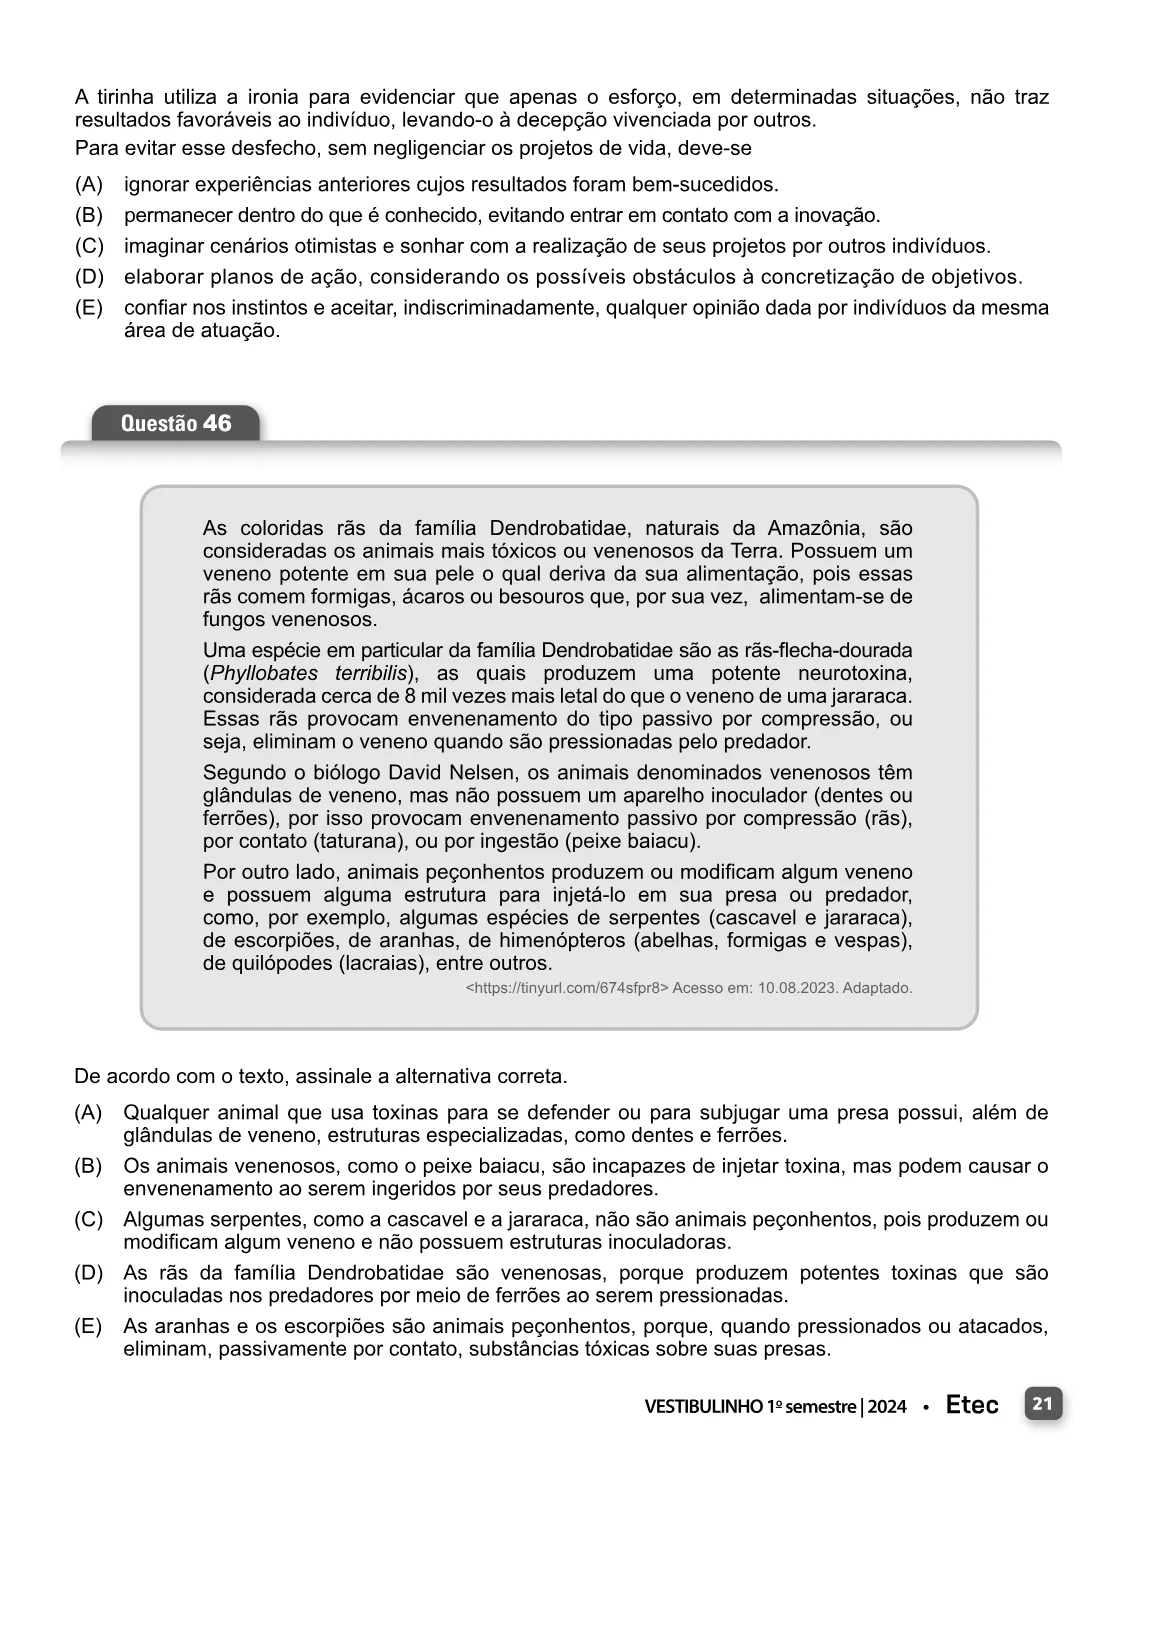 A tirinha utiliza a ironia para evidenciar que apenas o esforço, em determinadas situações, não traz
resultados favoráveis ao indivíduo, levando-o à decepção vivenciada por outros.
Para evitar esse desfecho, sem negligenciar os projetos de vida, deve-se
(A) ignorar experiências anteriores cujos resultados foram bem-sucedidos.
(B) permanecer dentro do que é conhecido, evitando entrar em contato com a inovação.
(C) imaginar cenários otimistas e sonhar com a realização de seus projetos por outros indivíduos.
(D) elaborar planos de ação, considerando os possíveis obstáculos à concretização de objetivos.
(E) confiar nos instintos e aceitar, indiscriminadamente, qualquer opinião dada por indivíduos da mesma
área de atuação.
Questão 46
As coloridas rãs da família Dendrobatidae, naturais da Amazônia, são
consideradas os animais mais tóxicos ou venenosos da Terra. Possuem um
veneno potente em sua pele o qual deriva da sua alimentação, pois essas
rãs comem formigas, ácaros ou besouros que, por sua vez, alimentam-se de
fungos venenosos.
Uma espécie em particular da família Dendrobatidae são as rãs-flecha-dourada
(Phyllobates terribilis), as quais produzem uma potente neurotoxina,
considerada cerca de 8 mil vezes mais letal do que o veneno de uma jararaca.
Essas rãs provocam envenenamento do tipo passivo por compressão, ou
seja, eliminam o veneno quando são pressionadas pelo predador.
Segundo o biólogo David Nelsen, os animais denominados venenosos têm
glândulas de veneno, mas não possuem um aparelho inoculador (dentes ou
ferrões), por isso provocam envenenamento passivo por compressão (rãs),
por contato (taturana), ou por ingestão (peixe baiacu).
Por outro lado, animais peçonhentos produzem ou modificam algum veneno
e possuem alguma estrutura para injetá-lo em sua presa ou predador,
como, por exemplo, algumas espécies de serpentes (cascavel e jararaca),
de escorpiões, de aranhas, de himenópteros (abelhas, formigas e vespas),
de quilópodes (lacraias), entre outros.
<https://tinyurl.com/674sfpr8> Acesso em: 10.08.2023. Adaptado.
De acordo com o texto, assinale a alternativa correta.
(A) Qualquer animal que usa toxinas para se defender ou para subjugar uma presa possui, além de
glândulas de veneno, estruturas especializadas, como dentes e ferrões.
(B) Os animais venenosos, como o peixe baiacu, são incapazes de injetar toxina, mas podem causar o
envenenamento ao serem ingeridos por seus predadores.
(C) Algumas serpentes, como a cascavel e a jararaca, não são animais peçonhentos, pois produzem ou
modificam algum veneno e não possuem estruturas inoculadoras.
(D) As rãs da família Dendrobatidae são venenosas, porque produzem potentes toxinas que são
inoculadas nos predadores por meio de ferrões ao serem pressionadas.
(E) As aranhas e os escorpiões são animais peçonhentos, porque, quando pressionados ou atacados,
eliminam, passivamente por contato, substâncias tóxicas sobre suas presas.
VESTIBULINHO 1º semestre | 2024 • Etec 21